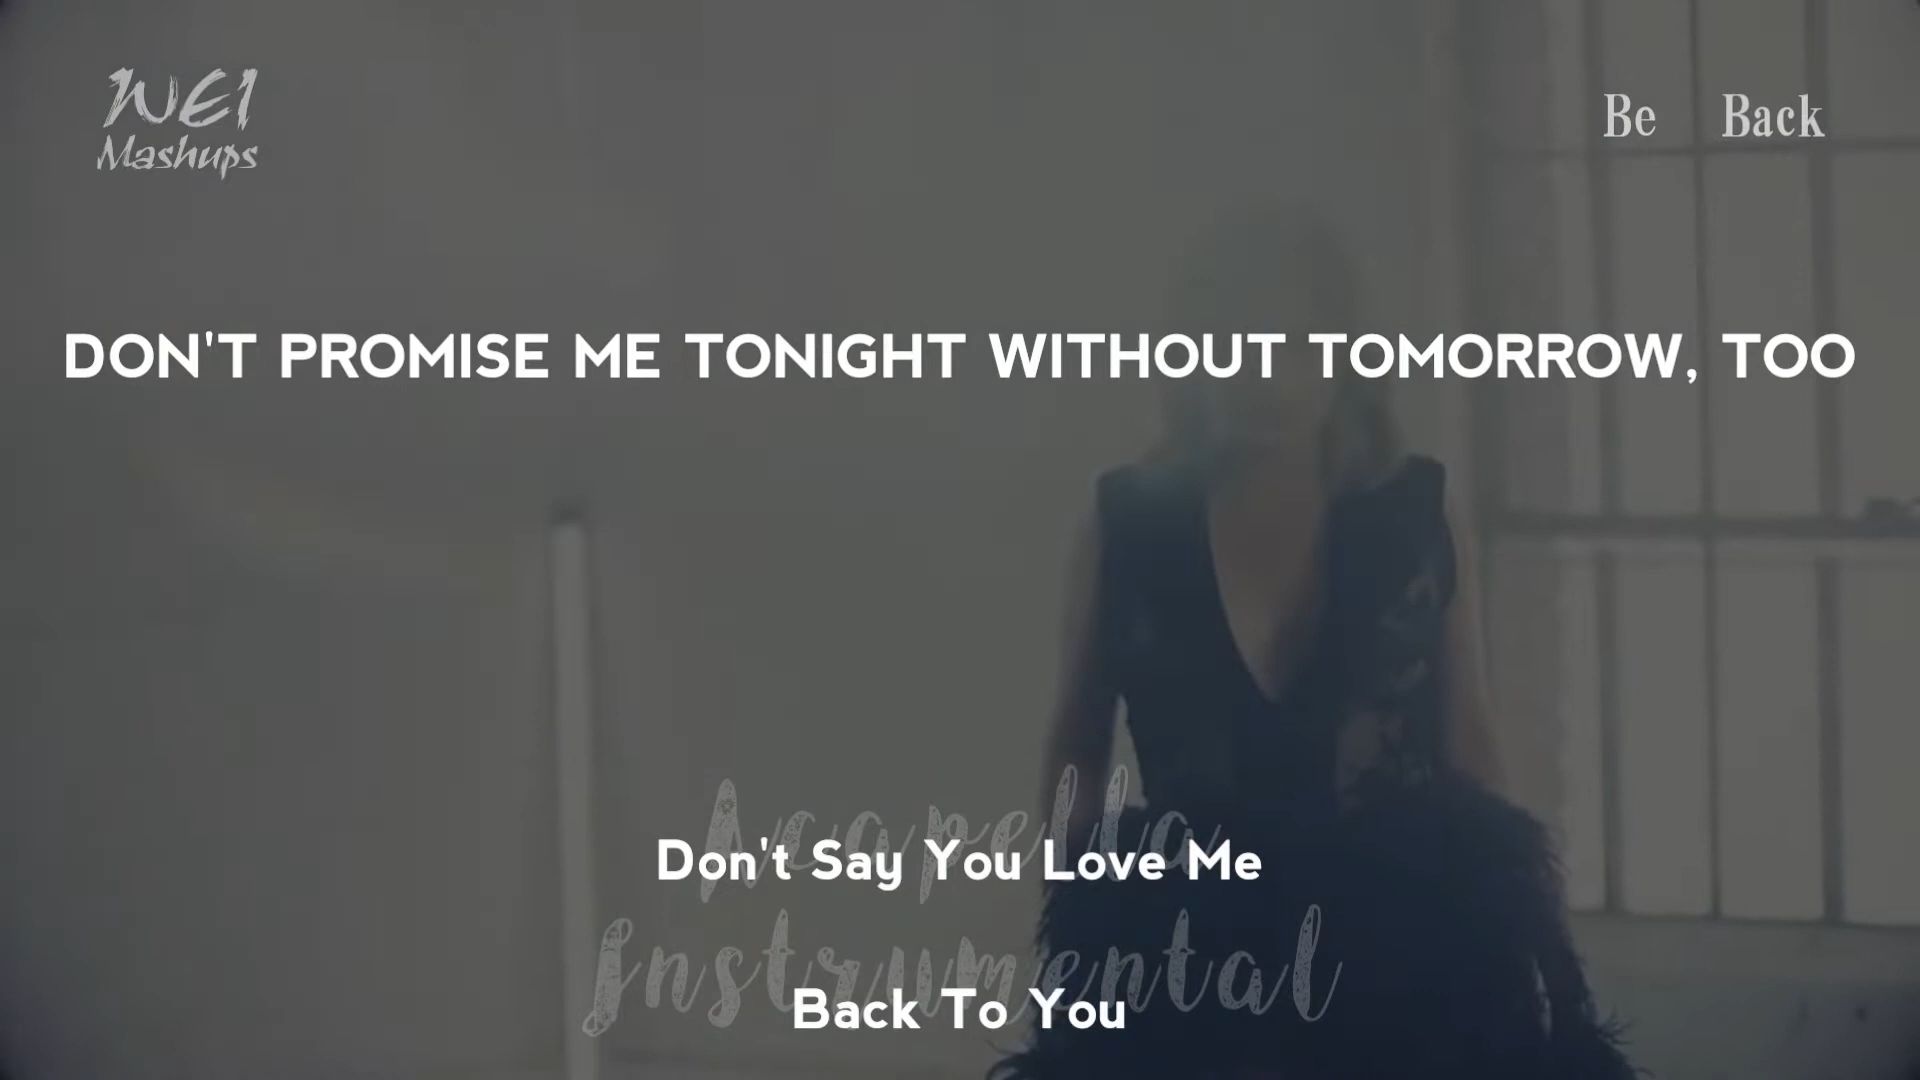 WEI
Mashups
Be Back
DON'T PROMISE ME TONIGHT WITHOUT TOMORROW, TOO
Acapella
Don't Say You Love Me
Instrumental
Back To You